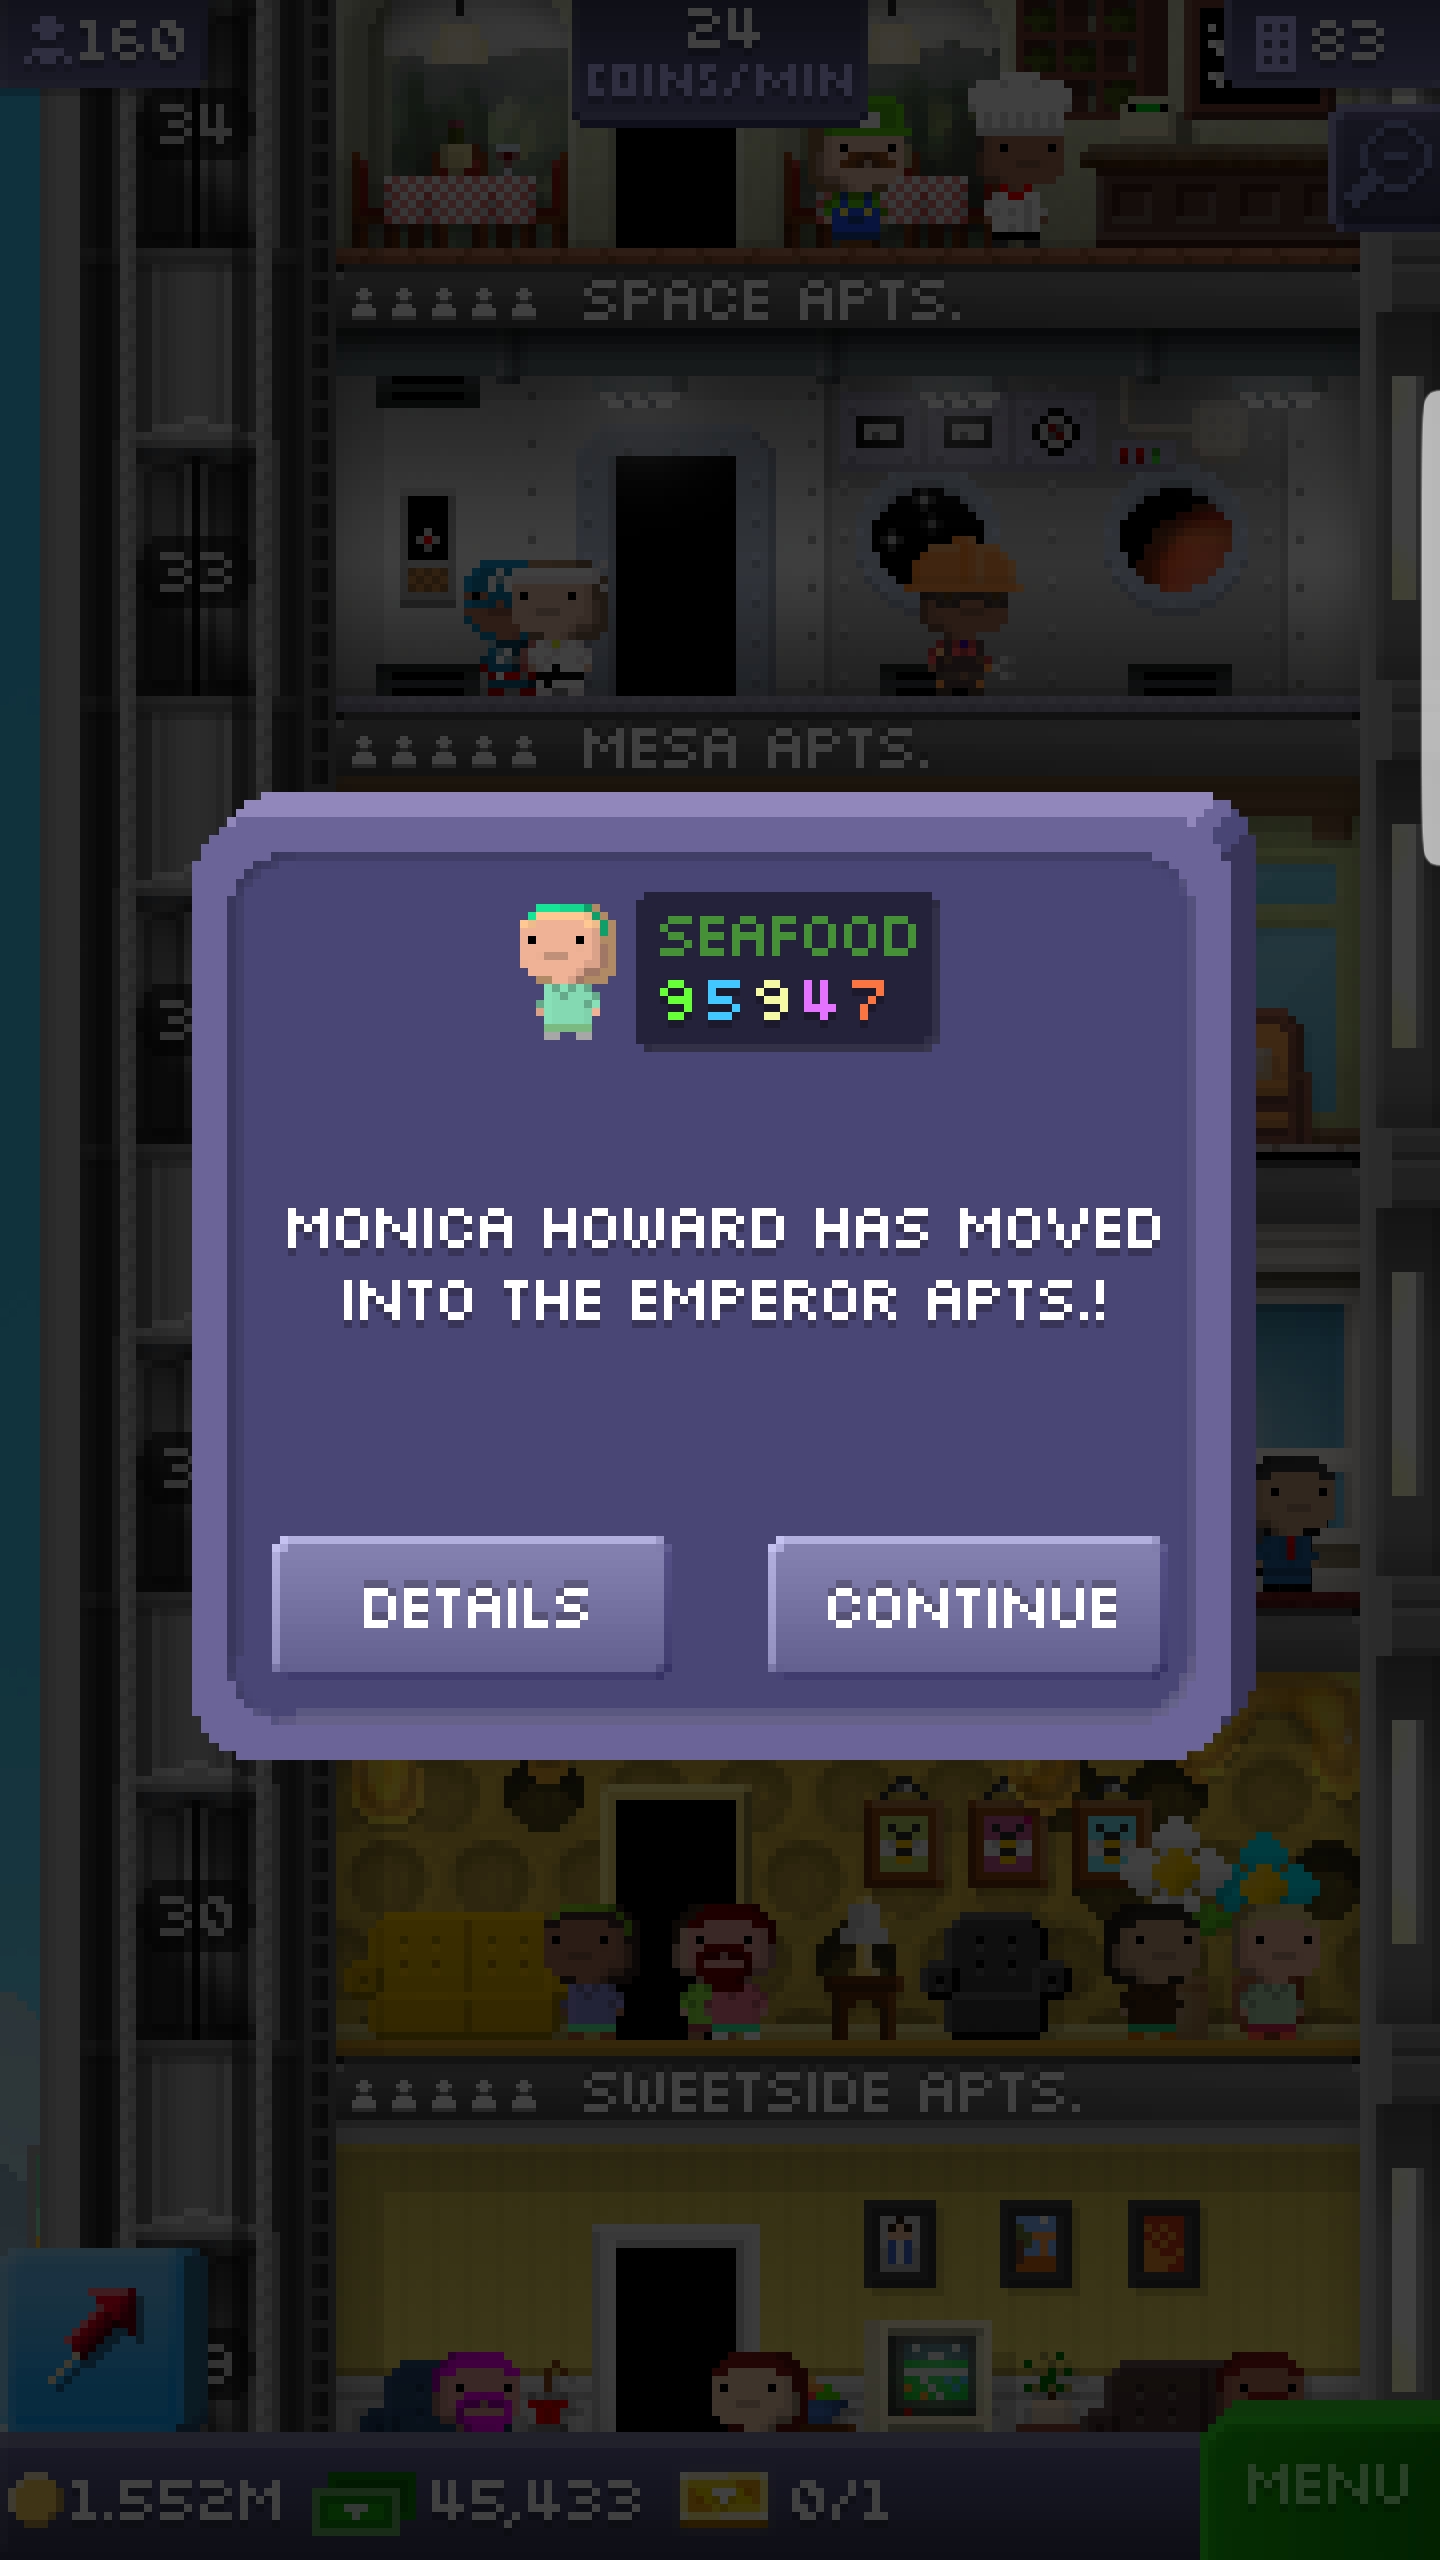 160
24
COINS/MIN
83
34
SPACE APTS.
33
MESA APTS.
SEAFOOD
95947
MONICA HOWARD HAS MOVED
INTO THE EMPEROR APTS.!
DETAILS
CONTINUE
30
SWEETSIDE APTS.
1.552M
45,433
0/1
MENU